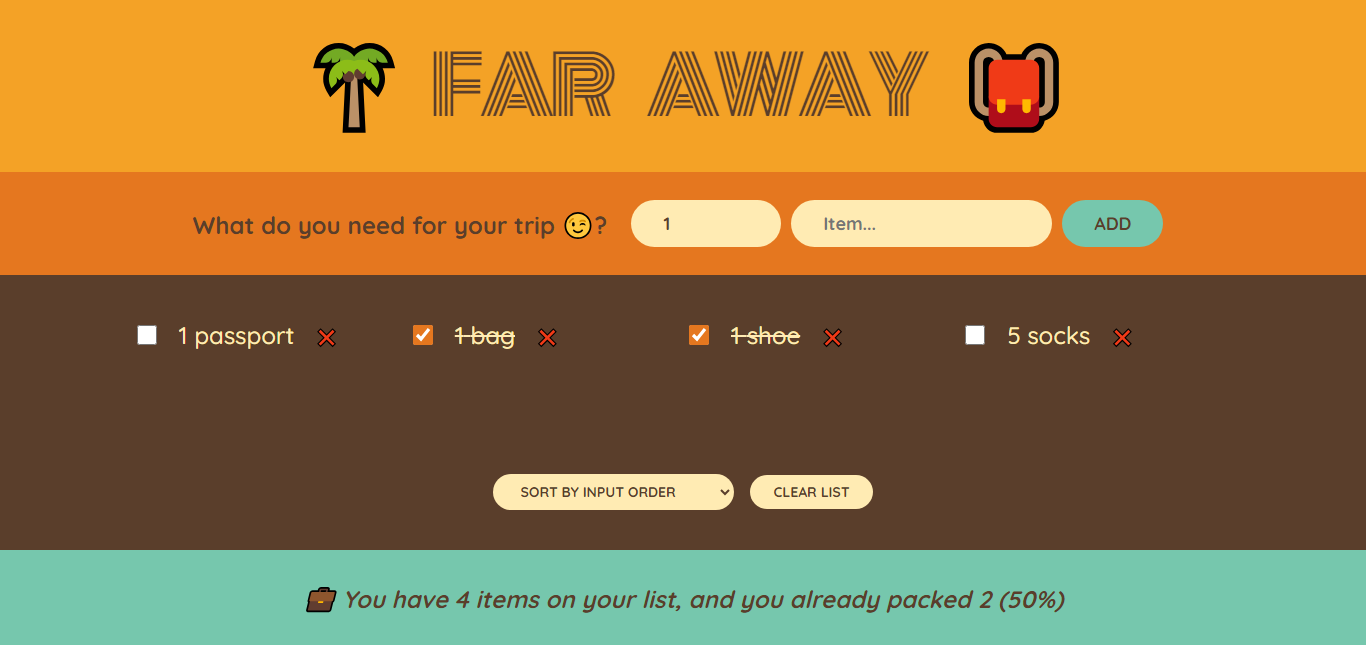 FAR AWAY
What do you need for your trip 😉? 1 Item... ADD
1 passport ❌ 1 bag ❌ 1 shoe ❌ 5 socks ❌
SORT BY INPUT ORDER CLEAR LIST
💼 You have 4 items on your list, and you already packed 2 (50%)